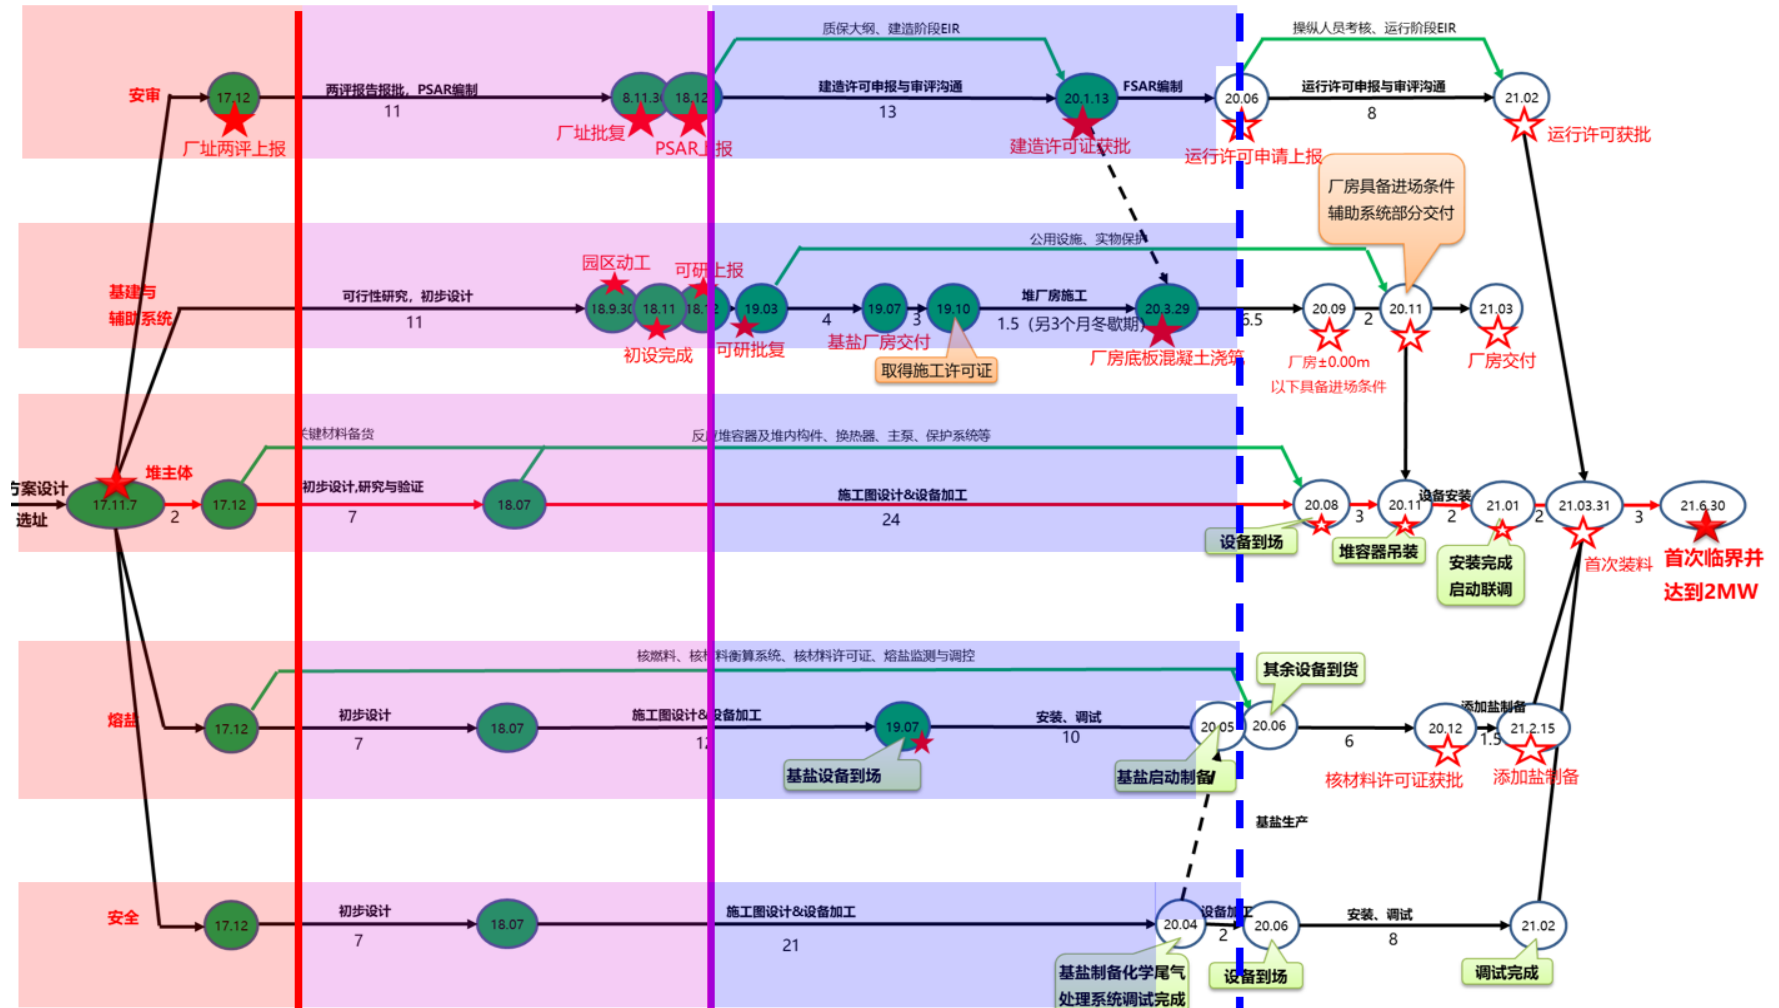 质保大纲、建造阶段EIR
操纵人员考核、运行阶段EIR
安审
17.12
两评报告报批，PSAR编制
11
8.11.30
18.12
建造许可申报与审评沟通
13
20.1.13
FSAR编制
20.06
运行许可申报与审评沟通
8
21.02
厂址两评上报
厂址批复
PSAR上报
建造许可证获批
运行许可申请上报
运行许可获批
厂房具备进场条件
辅助系统部分交付
公用设施、实物保护
园区动工
可研上报
基建与
辅助系统
可行性研究，初步设计
11
18.9.30
18.11
18.12
19.03
4
19.07
3
19.10
堆厂房施工
1.5（另3个月冬歇期）
20.3.29
6.5
20.09
2
20.11
21.03
初设完成
可研批复
基盐厂房交付
取得施工许可证
厂房底板混凝土浇筑
厂房±0.00m
以下具备进场条件
厂房交付
关键材料备货
反应堆容器及堆内构件、换热器、主泵、保护系统等
方案设计
选址
17.11.7
堆主体
2
17.12
初步设计,研究与验证
7
18.07
施工图设计&设备加工
24
20.08
3
20.11
设备安装
2
21.01
2
21.03.31
3
21.6.30
设备到场
堆容器吊装
安装完成
启动联调
首次装料
首次临界并
达到2MW
核燃料、核材料衡算系统、核材料许可证、熔盐监测与调控
其余设备到货
熔盐
17.12
初步设计
7
18.07
施工图设计&设备加工
12
19.07
安装、调试
10
20.05
20.06
6
20.12
添加盐制备
1.5
21.2.15
基盐设备到场
基盐启动制备
核材料许可证获批
添加盐制备
基盐生产
安全
17.12
初步设计
7
18.07
施工图设计&设备加工
21
20.04
设备加工
2
20.06
安装、调试
8
21.02
基盐制备化学尾气
处理系统调试完成
设备到场
调试完成